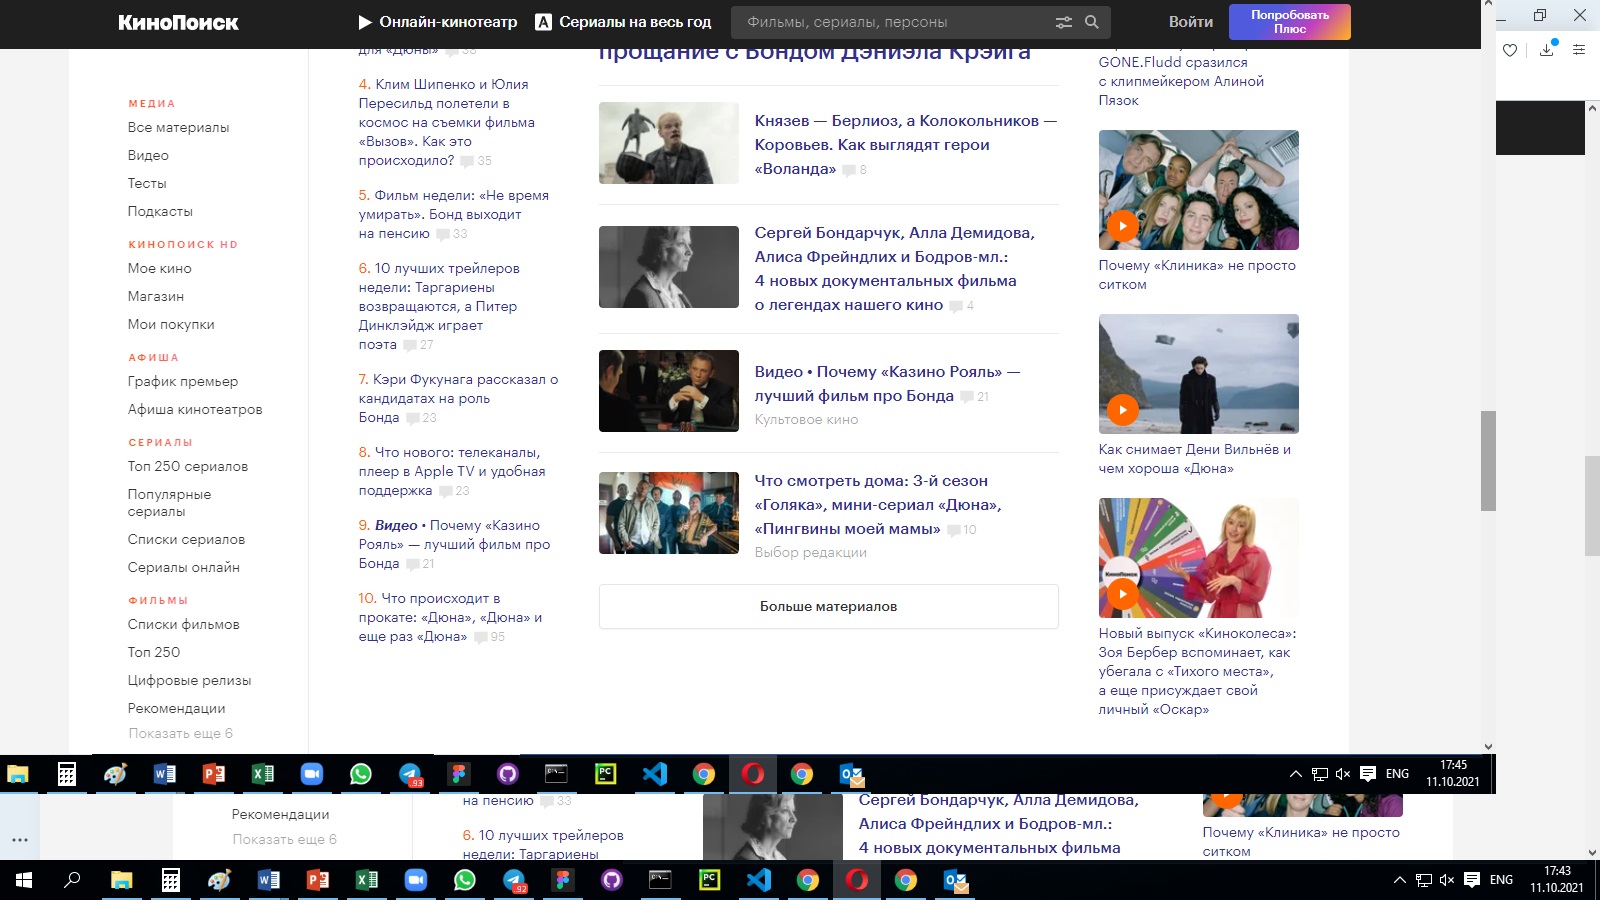 КиноПоиск
Онлайн-кинотеатр
А Сериалы на весь год
Фильмы, сериалы, персоны
Войти
Попробовать
Плюс
МЕДИА
Все материалы
Видео
Тесты
Подкасты
КИНОПОИСК HD
Мое кино
Магазин
Мои покупки
АФИША
График премьер
Афиша кинотеатров
СЕРИАЛЫ
Топ 250 сериалов
Популярные
сериалы
Списки сериалов
Сериалы онлайн
ФИЛЬМЫ
Списки фильмов
Топ 250
Цифровые релизы
Рекомендации
Показать еще 6
для «Дюны» 38
4. Клим Шипенко и Юлия
Пересильд полетели в
космос на съемки фильма
«Вызов». Как это
происходило? 35
5. Фильм недели: «Не время
умирать». Бонд выходит
на пенсию 33
6. 10 лучших трейлеров
недели: Таргариены
возвращаются, а Питер
Динклэйдж играет
поэта 27
7. Кэри Фукунага рассказал о
кандидатах на роль
Бонда 23
8. Что нового: телеканалы,
плеер в Apple TV и удобная
поддержка 23
9. Видео • Почему «Казино
Рояль» — лучший фильм про
Бонда 21
10. Что происходит в
прокате: «Дюна», «Дюна» и
еще раз «Дюна» 95
прощание с Бондом Дэниэла Крэйга
Князев — Берлиоз, а Колокольников —
Коровьев. Как выглядят герои
«Воланда» 8
Сергей Бондарчук, Алла Демидова,
Алиса Фрейндлих и Бодров-мл.:
4 новых документальных фильма
о легендах нашего кино 4
Видео • Почему «Казино Рояль» —
лучший фильм про Бонда 21
Культовое кино
Что смотреть дома: 3-й сезон
«Голяка», мини-сериал «Дюна»,
«Пингвины моей мамы» 10
Выбор редакции
Больше материалов
GONE.Fludd сразился
с клипмейкером Алиной
Пязок
Почему «Клиника» не просто
ситком
Как снимает Дени Вильнёв и
чем хороша «Дюна»
КиноПоиск
Новый выпуск «Киноколеса»:
Зоя Бербер вспоминает, как
убегала с «Тихого места»,
а еще присуждает свой
личный «Оскар»
93
ENG
17:45
11.10.2021
Рекомендации
Показать еще 6
на пенсию 33
6. 10 лучших трейлеров
недели: Таргариены
Сергей Бондарчук, Алла Демидова,
Алиса Фрейндлих и Бодров-мл.:
4 новых документальных фильма
Почему «Клиника» не просто
ситком
92
ENG
17:43
11.10.2021